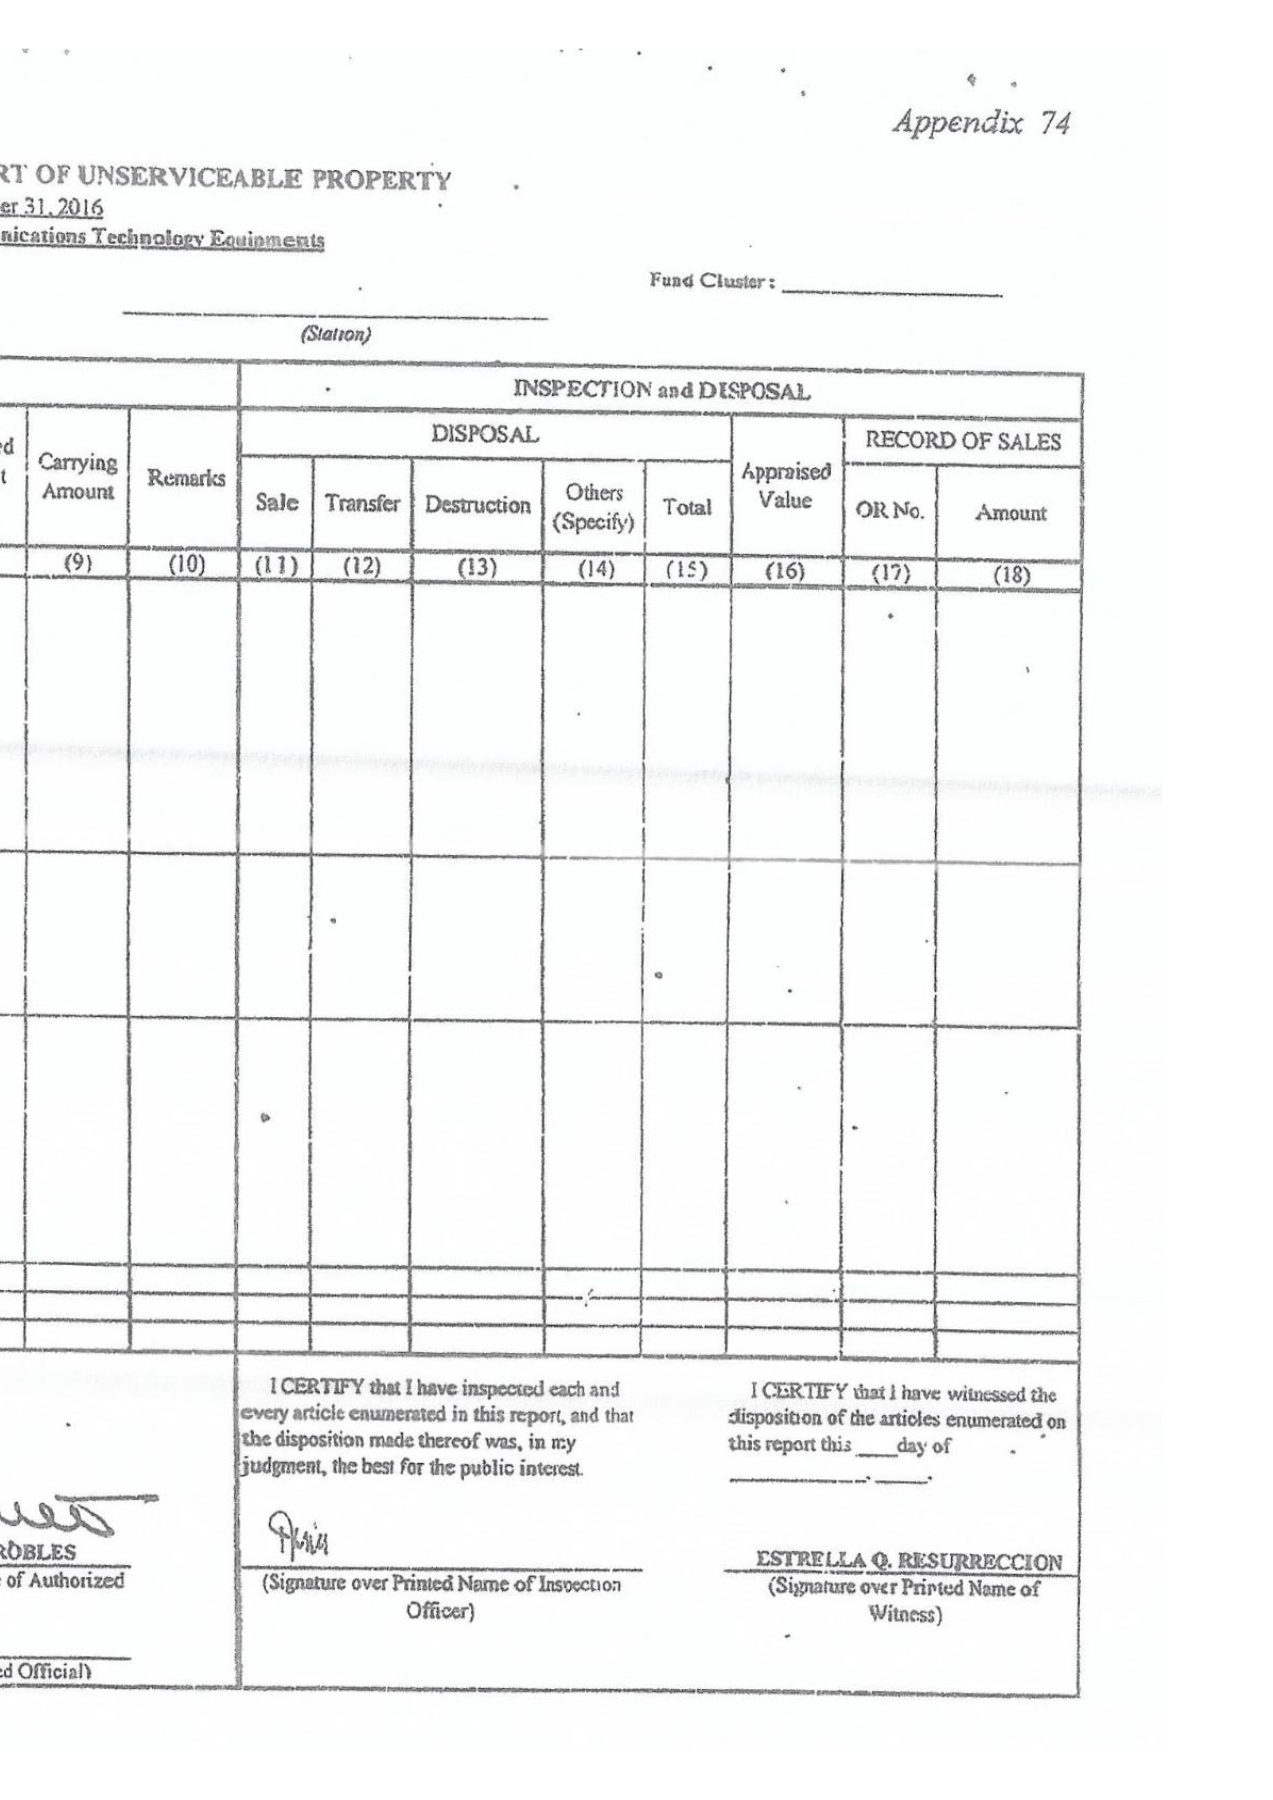 Appendix 74
RT OF UNSERVICEABLE PROPERTY
er 31, 2016
nications Technology Equipments
Fund Cluster:
(Station)
INSPECTION and DISPOSAL
DISPOSAL
RECORD OF SALES
ed
t
Carrying
Amount
Remarks
Sale
Transfer
Destruction
Others
(Specify)
Total
Appraised
Value
OR No.
Amount
(9) (10) (11) (12) (13) (14) (15) (16) (17) (18)
I CERTIFY that I have inspected each and
every article enumerated in this report, and that
the disposition made thereof was, in my
judgment, the best for the public interest.
I CERTIFY that I have witnessed the
disposition of the articles enumerated on
this report this ____day of
ROBLES
of Authorized
ed Official)
(Signature over Printed Name of Inspection
Officer)
ESTRELLA Q. RESURRECCION
(Signature over Printed Name of
Witness)